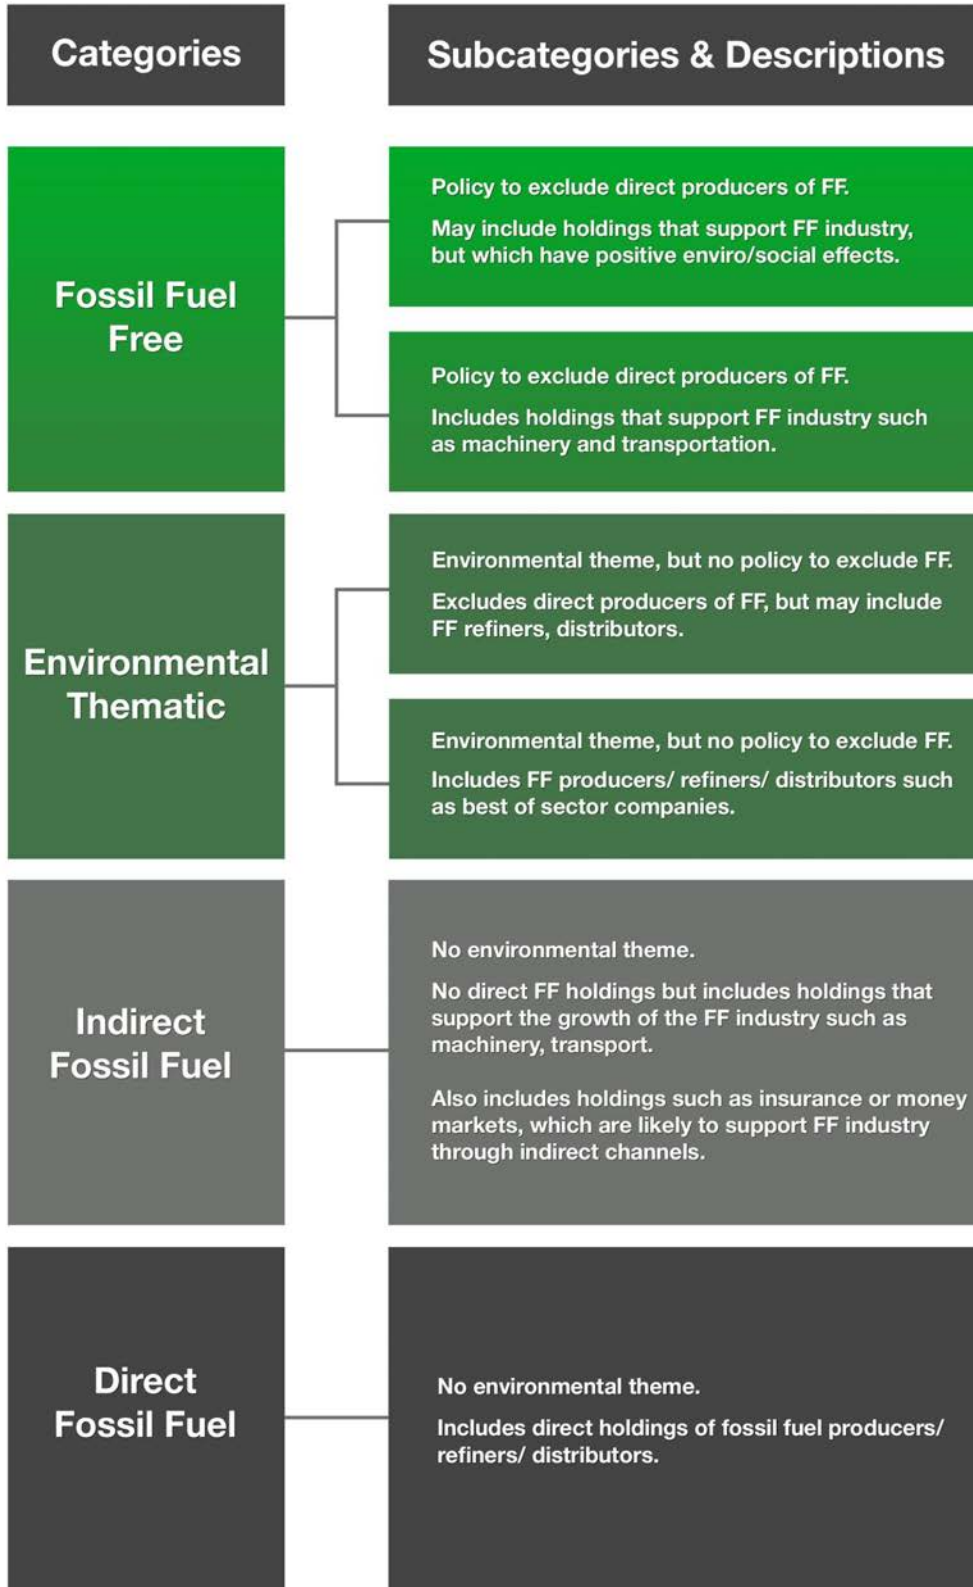 Categories
Subcategories & Descriptions
Fossil Fuel
Free
Policy to exclude direct producers of FF.
May include holdings that support FF industry,
but which have positive enviro/social effects.
Policy to exclude direct producers of FF.
Includes holdings that support FF industry such
as machinery and transportation.
Environmental
Thematic
Environmental theme, but no policy to exclude FF.
Excludes direct producers of FF, but may include
FF refiners, distributors.
Environmental theme, but no policy to exclude FF.
Includes FF producers/ refiners/ distributors such
as best of sector companies.
Indirect
Fossil Fuel
No environmental theme.
No direct FF holdings but includes holdings that
support the growth of the FF industry such as
machinery, transport.
Also includes holdings such as insurance or money
markets, which are likely to support FF industry
through indirect channels.
Direct
Fossil Fuel
No environmental theme.
Includes direct holdings of fossil fuel producers/
refiners/ distributors.